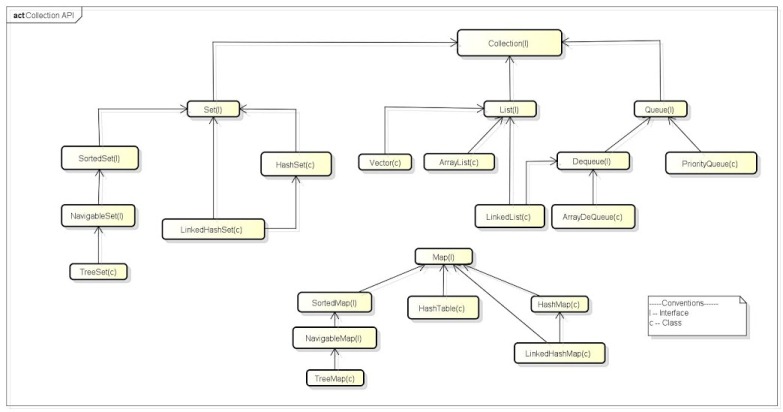 act Collection API
Collection(I)
Set(I)
List(I)
Queue(I)
SortedSet(I)
HashSet(c)
Vector(c)
ArrayList(c)
Dequeue(I)
PriorityQueue(c)
NavigableSet(I)
LinkedHashSet(c)
LinkedList(c)
ArrayDeQueue(c)
TreeSet(c)
Map(I)
SortedMap(I)
HashTable(c)
HashMap(c)
NavigableMap(I)
LinkedHashMap(c)
TreeMap(c)
-----Conventions------
I -- Interface
c -- Class